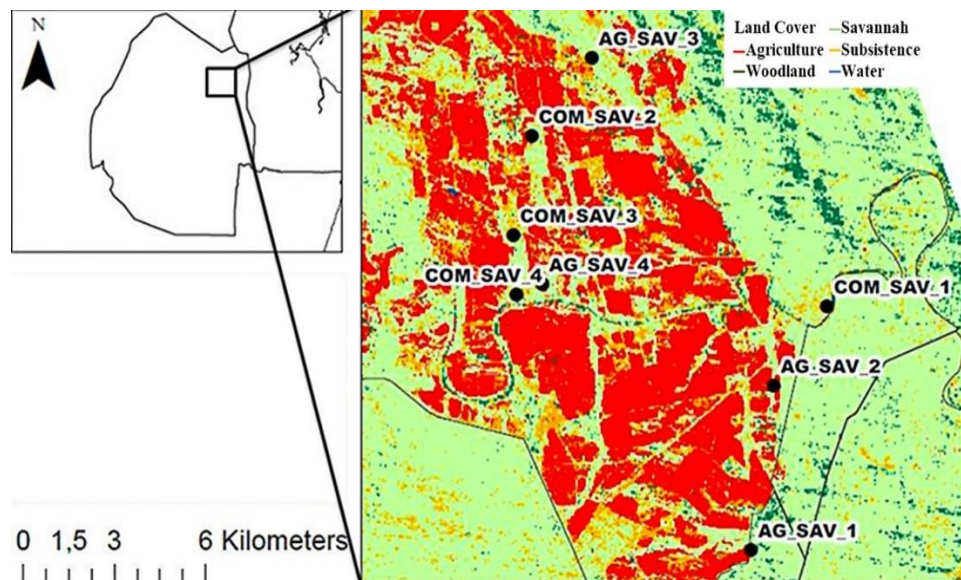 N
Land Cover
Savannah
Agriculture
Subsistence
Woodland
Water
AG_SAV_3
COM_SAV_2
COM_SAV_3
AG_SAV_4
COM_SAV_4
COM_SAV_1
AG_SAV_2
AG_SAV_1
0 1,5 3 6 Kilometers